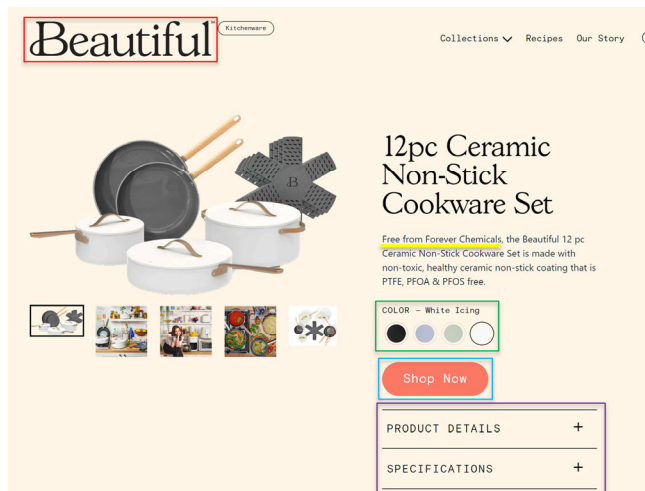 Beautiful™
Kitchenware
Collections
Recipes
Our Story
12pc Ceramic
Non-Stick
Cookware Set
Free from Forever Chemicals, the Beautiful 12 pc
Ceramic Non-Stick Cookware Set is made with
non-toxic, healthy ceramic non-stick coating that is
PTFE, PFOA & PFOS free.
COLOR – White Icing
Shop Now
PRODUCT DETAILS +
SPECIFICATIONS +
B